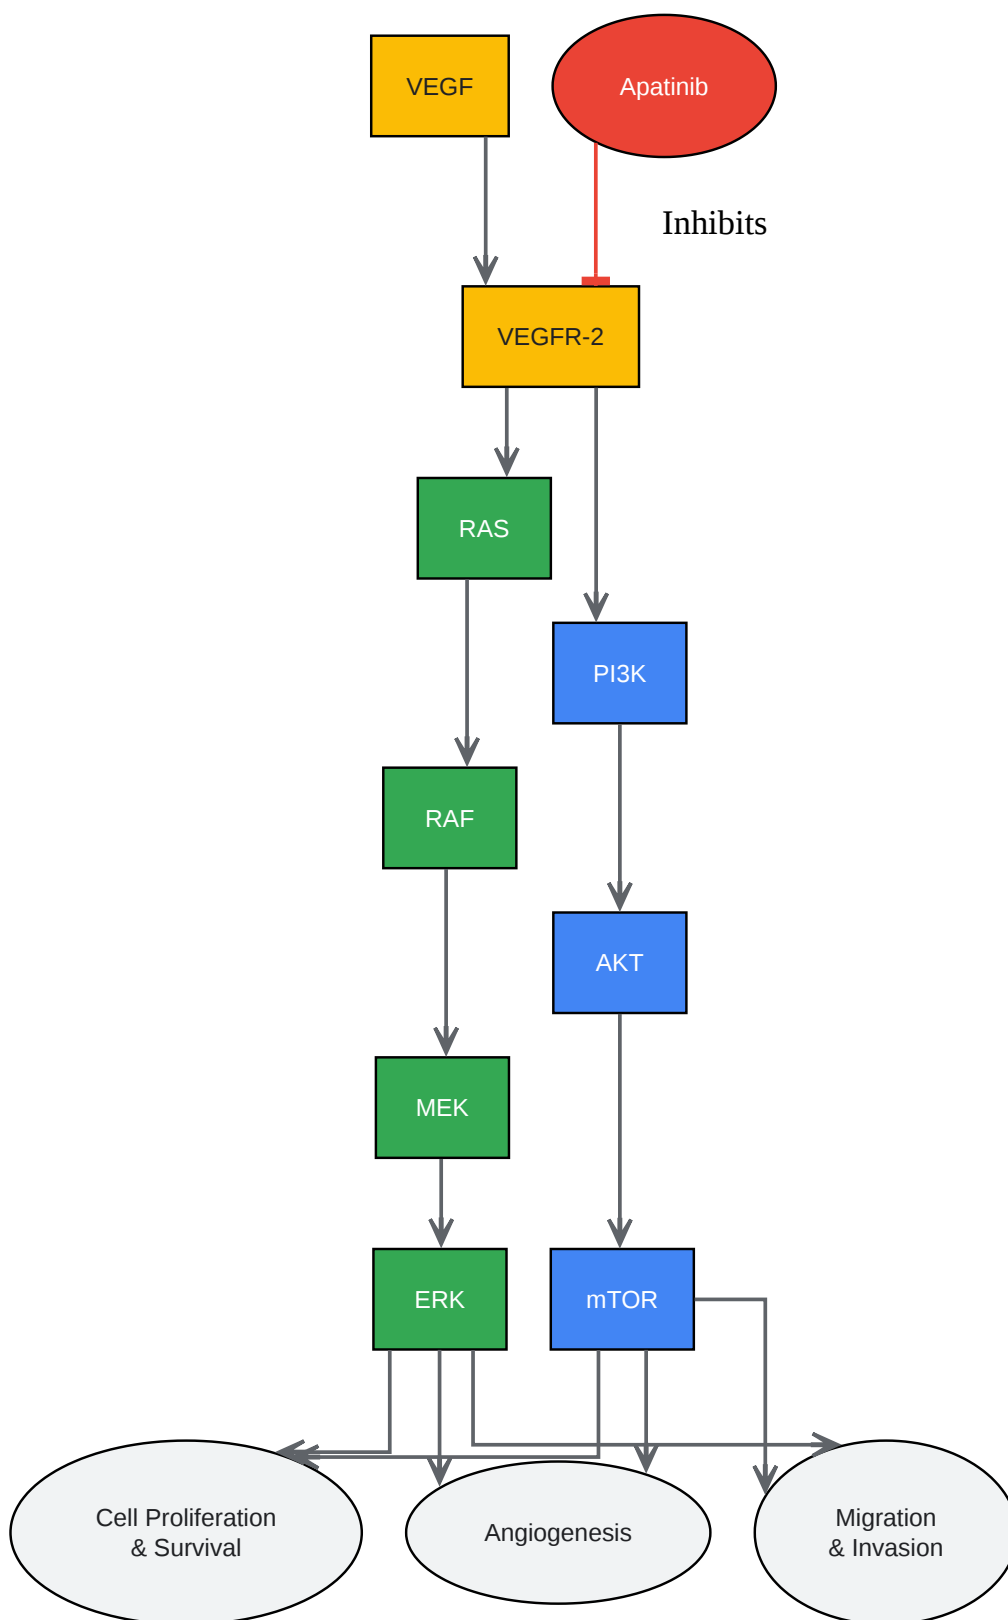 VEGF
Apatinib
Inhibits
VEGFR-2
RAS
PI3K
RAF
AKT
MEK
ERK
mTOR
Cell Proliferation
& Survival
Angiogenesis
Migration
& Invasion